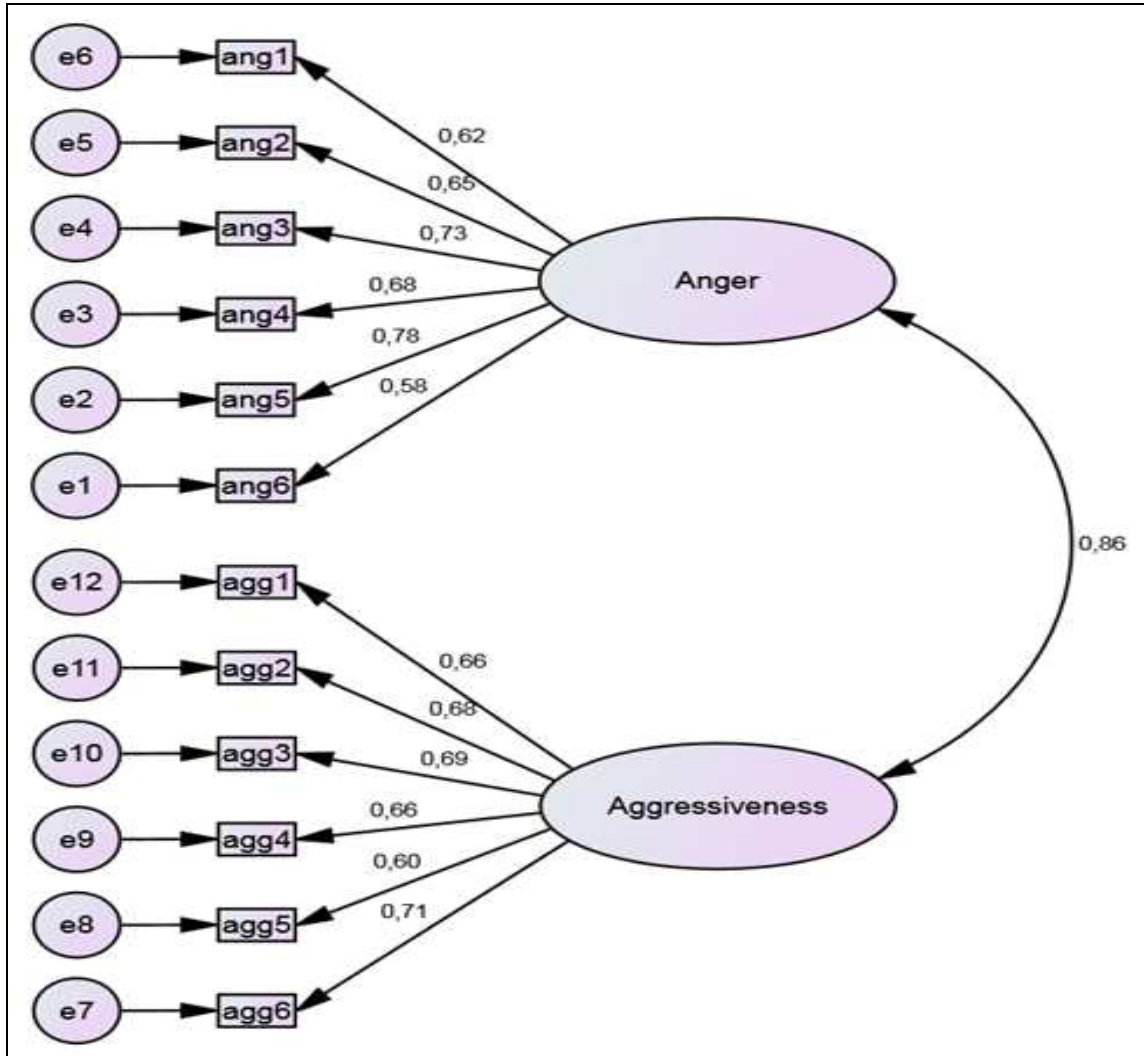 e6
ang1
0,62
e5
ang2
0,65
e4
ang3
0,73
Anger
e3
ang4
0,68
e2
ang5
0,78
e1
ang6
0,58
0,86
e12
agg1
0,66
e11
agg2
0,68
e10
agg3
0,69
Aggressiveness
e9
agg4
0,66
e8
agg5
0,60
e7
agg6
0,71